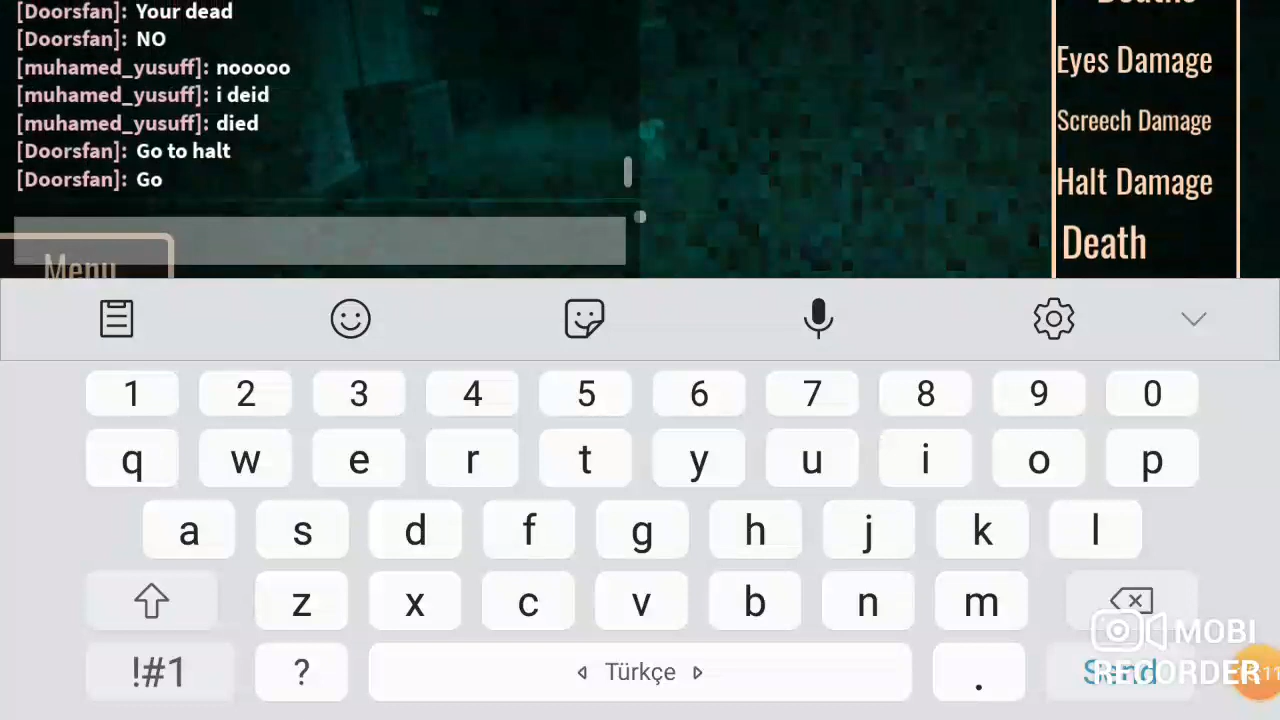 [Doorsfan]: Your dead
[Doorsfan]: NO
[muhamed_yusuff]: nooooo
[muhamed_yusuff]: i deid
[muhamed_yusuff]: died
[Doorsfan]: Go to halt
[Doorsfan]: Go
Menu
Deaths
Eyes Damage
Screech Damage
Halt Damage
Death
1 2 3 4 5 6 7 8 9 0
q w e r t y u i o p
a s d f g h j k l
z x c v b n m
!#1 ? Türkçe . Send
MOBI
RECORDER